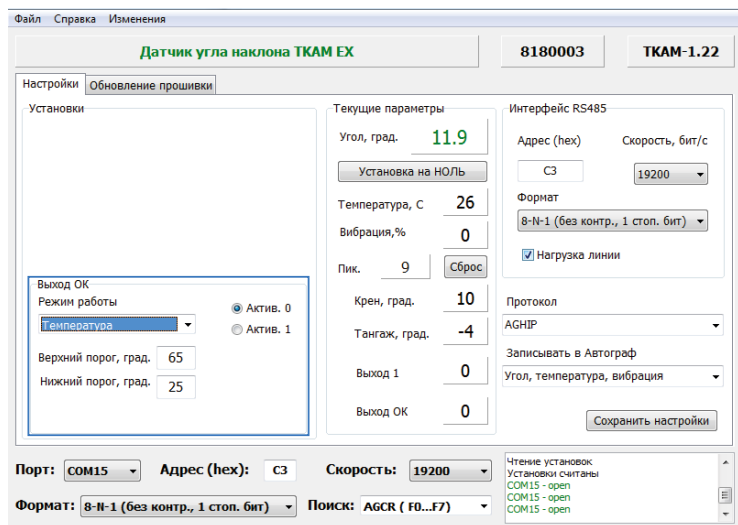 Файл Справка Изменения
Датчик угла наклона TKAM EX
8180003
TKAM-1.22
Настройки Обновление прошивки
Установки
Выход ОК
Режим работы
Температура
Актив. 0
Актив. 1
Верхний порог, град. 65
Нижний порог, град. 25
Текущие параметры
Угол, град. 11.9
Установка на НОЛЬ
Температура, С 26
Вибрация,% 0
Пик. 9 Сброс
Крен, град. 10
Тангаж, град. -4
Выход 1 0
Выход ОК 0
Интерфейс RS485
Адрес (hex) Скорость, бит/с
C3 19200
Формат
8-N-1 (без контр., 1 стоп. бит)
Нагрузка линии
Протокол
AGHIP
Записывать в Автограф
Угол, температура, вибрация
Сохранить настройки
Порт: COM15 Адрес (hex): C3 Скорость: 19200
Формат: 8-N-1 (без контр., 1 стоп. бит) Поиск: AGCR ( F0...F7)
Чтение установок
Установки считаны
COM15 - open
COM15 - open
COM15 - open